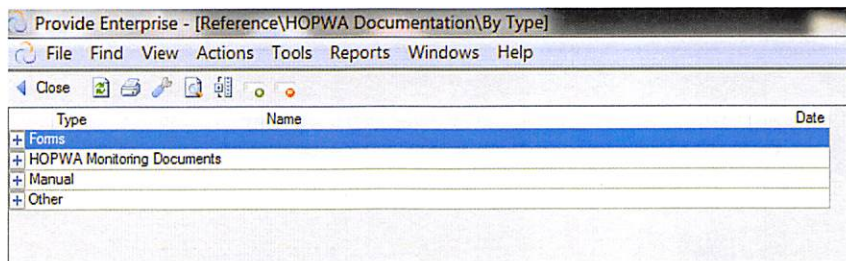 Provide Enterprise - [Reference\HOPWA Documentation\By Type]
File Find View Actions Tools Reports Windows Help
Close
Type Name Date
Forms
HOPWA Monitoring Documents
Manual
Other